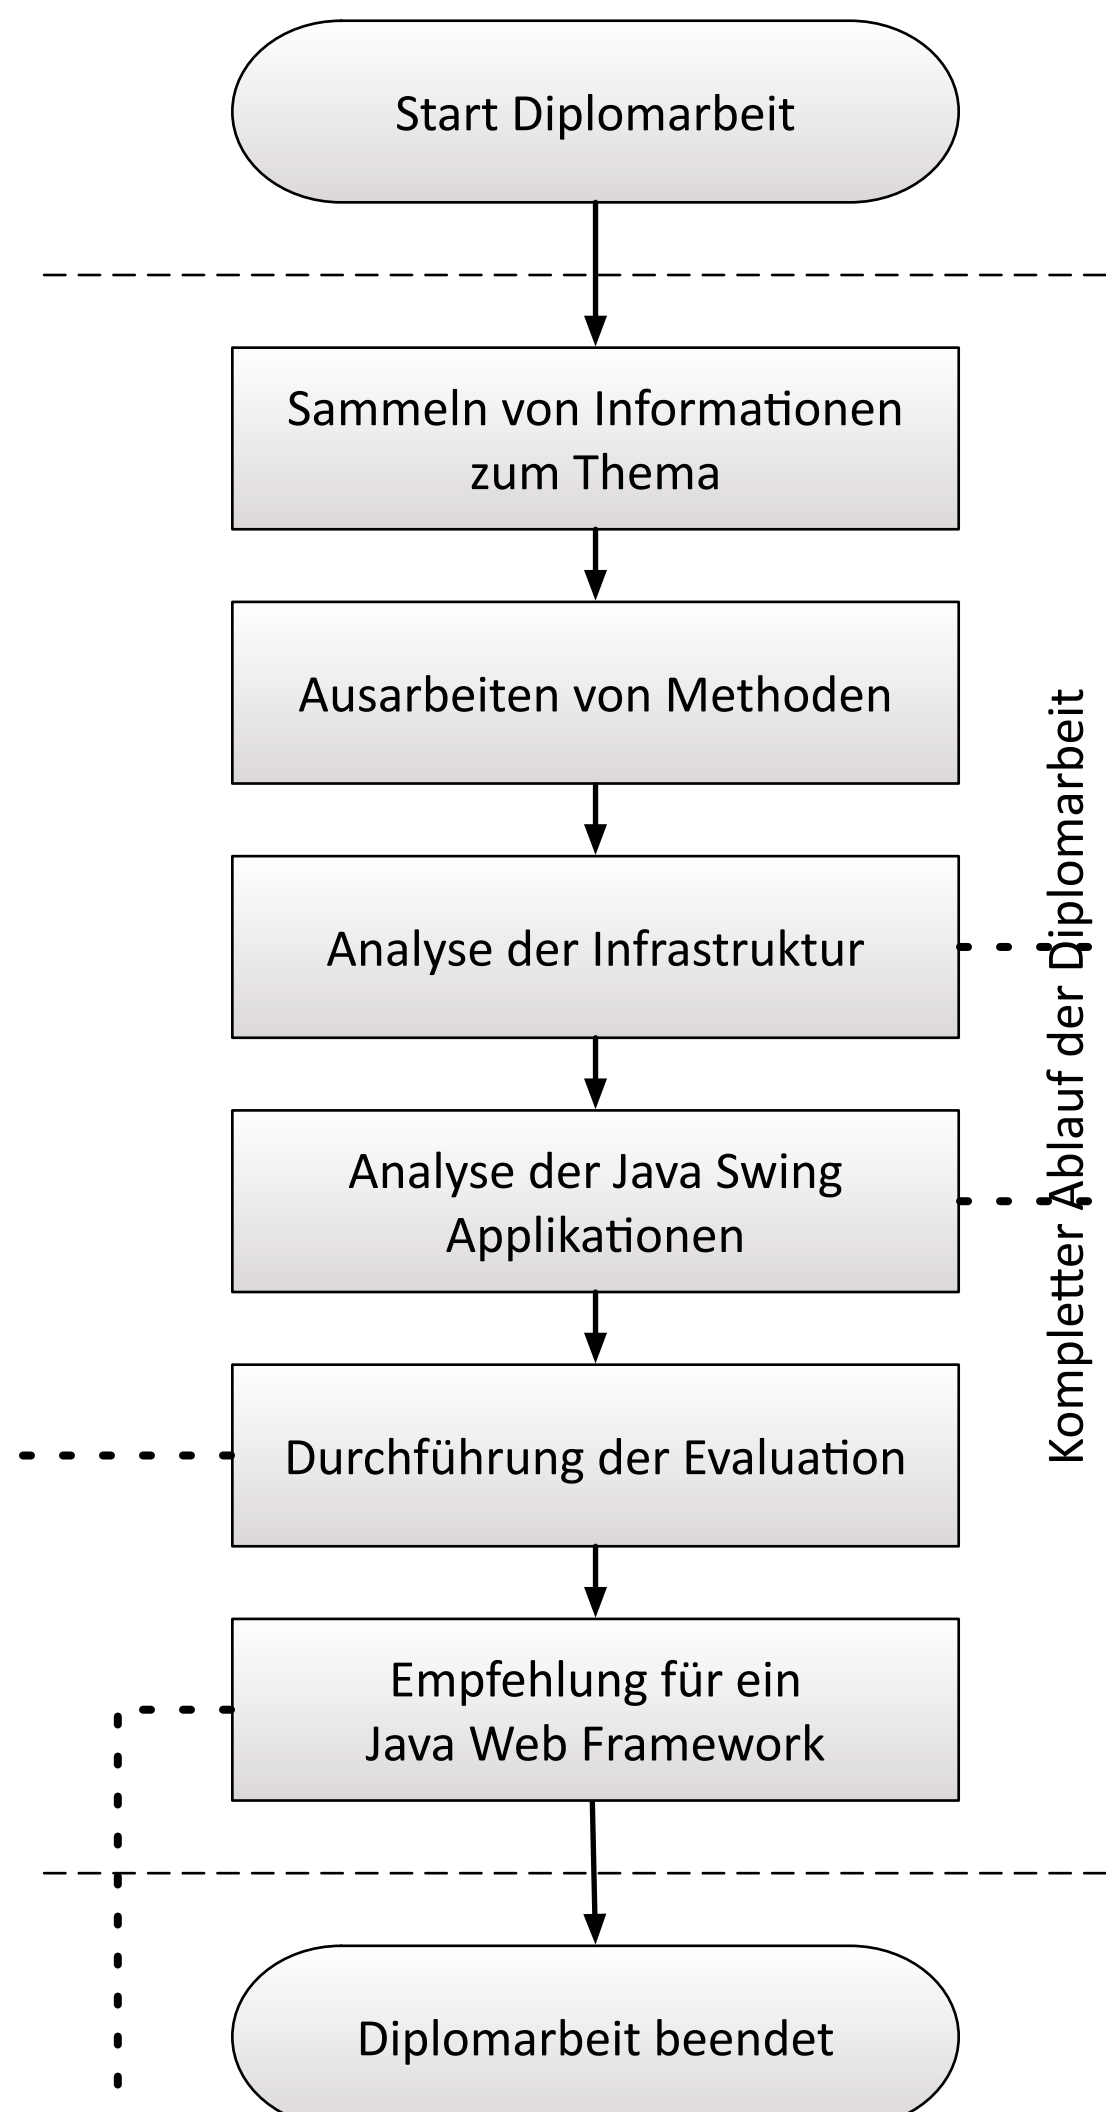 Start Diplomarbeit
Sammeln von Informationen
zum Thema
Ausarbeiten von Methoden
Analyse der Infrastruktur
Analyse der Java Swing
Applikationen
Durchführung der Evaluation
Empfehlung für ein
Java Web Framework
Diplomarbeit beendet
Kompletter Ablauf der Diplomarbeit